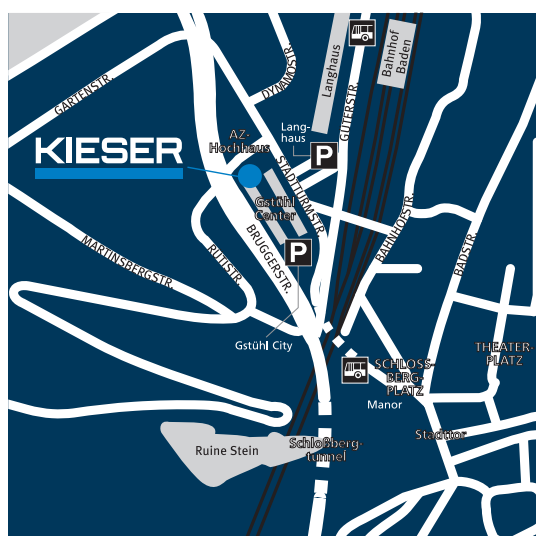 Langhaus
Bahnhof
Baden
GARTENSTR.
DYNAMOSTR.
GÜTERSTR.
Lang-
haus
P
AZ-
Hochhaus
KIESER
STADTTURMSTR.
Gstühl
Center
BRUGGERSTR.
P
RÜTISTR.
MARTINSBERGSTR.
BAHNHOFSTR.
BADSTR.
Gstühl City
THEATER-
PLATZ
SCHLOSS-
BERG-
PLATZ
Manor
Stadttor
Schloßberg-
tunnel
Ruine Stein